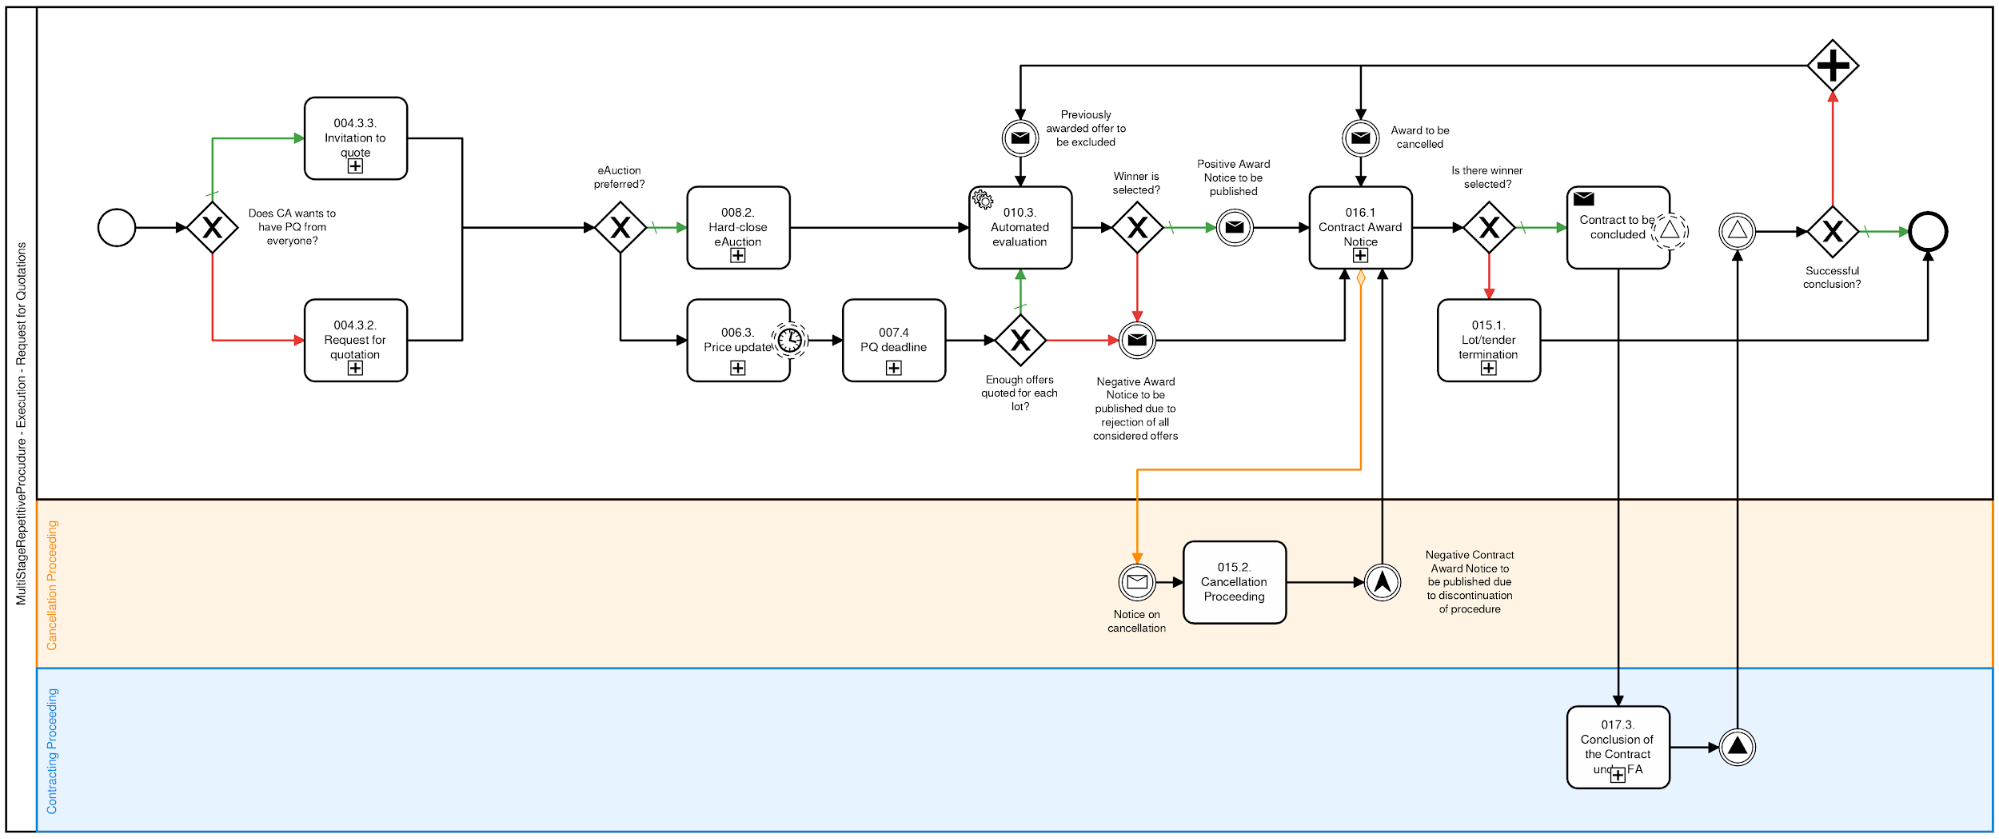 MultiStageRepetitiveProcudure - Execution - Request for Quotations
004.3.3.
Invitation to
quote
Does CA wants to
have PQ from
everyone?
004.3.2.
Request for
quotation
eAuction
preferred?
008.2.
Hard-close
eAuction
006.3.
Price update
007.4
PQ deadline
Previously
awarded offer to
be excluded
010.3.
Automated
evaluation
Enough offers
quoted for each
lot?
Winner is
selected?
Positive Award
Notice to be
published
Negative Award
Notice to be
published due to
rejection of all
considered offers
Award to be
cancelled
016.1
Contract Award
Notice
Is there winner
selected?
Contract to be
concluded
015.1.
Lot/tender
termination
Successful
conclusion?
Cancellation Proceeding
Notice on
cancellation
015.2.
Cancellation
Proceeding
Negative Contract
Award Notice to
be published due
to discontinuation
of procedure
Contracting Proceeding
017.3.
Conclusion of
the Contract
FA